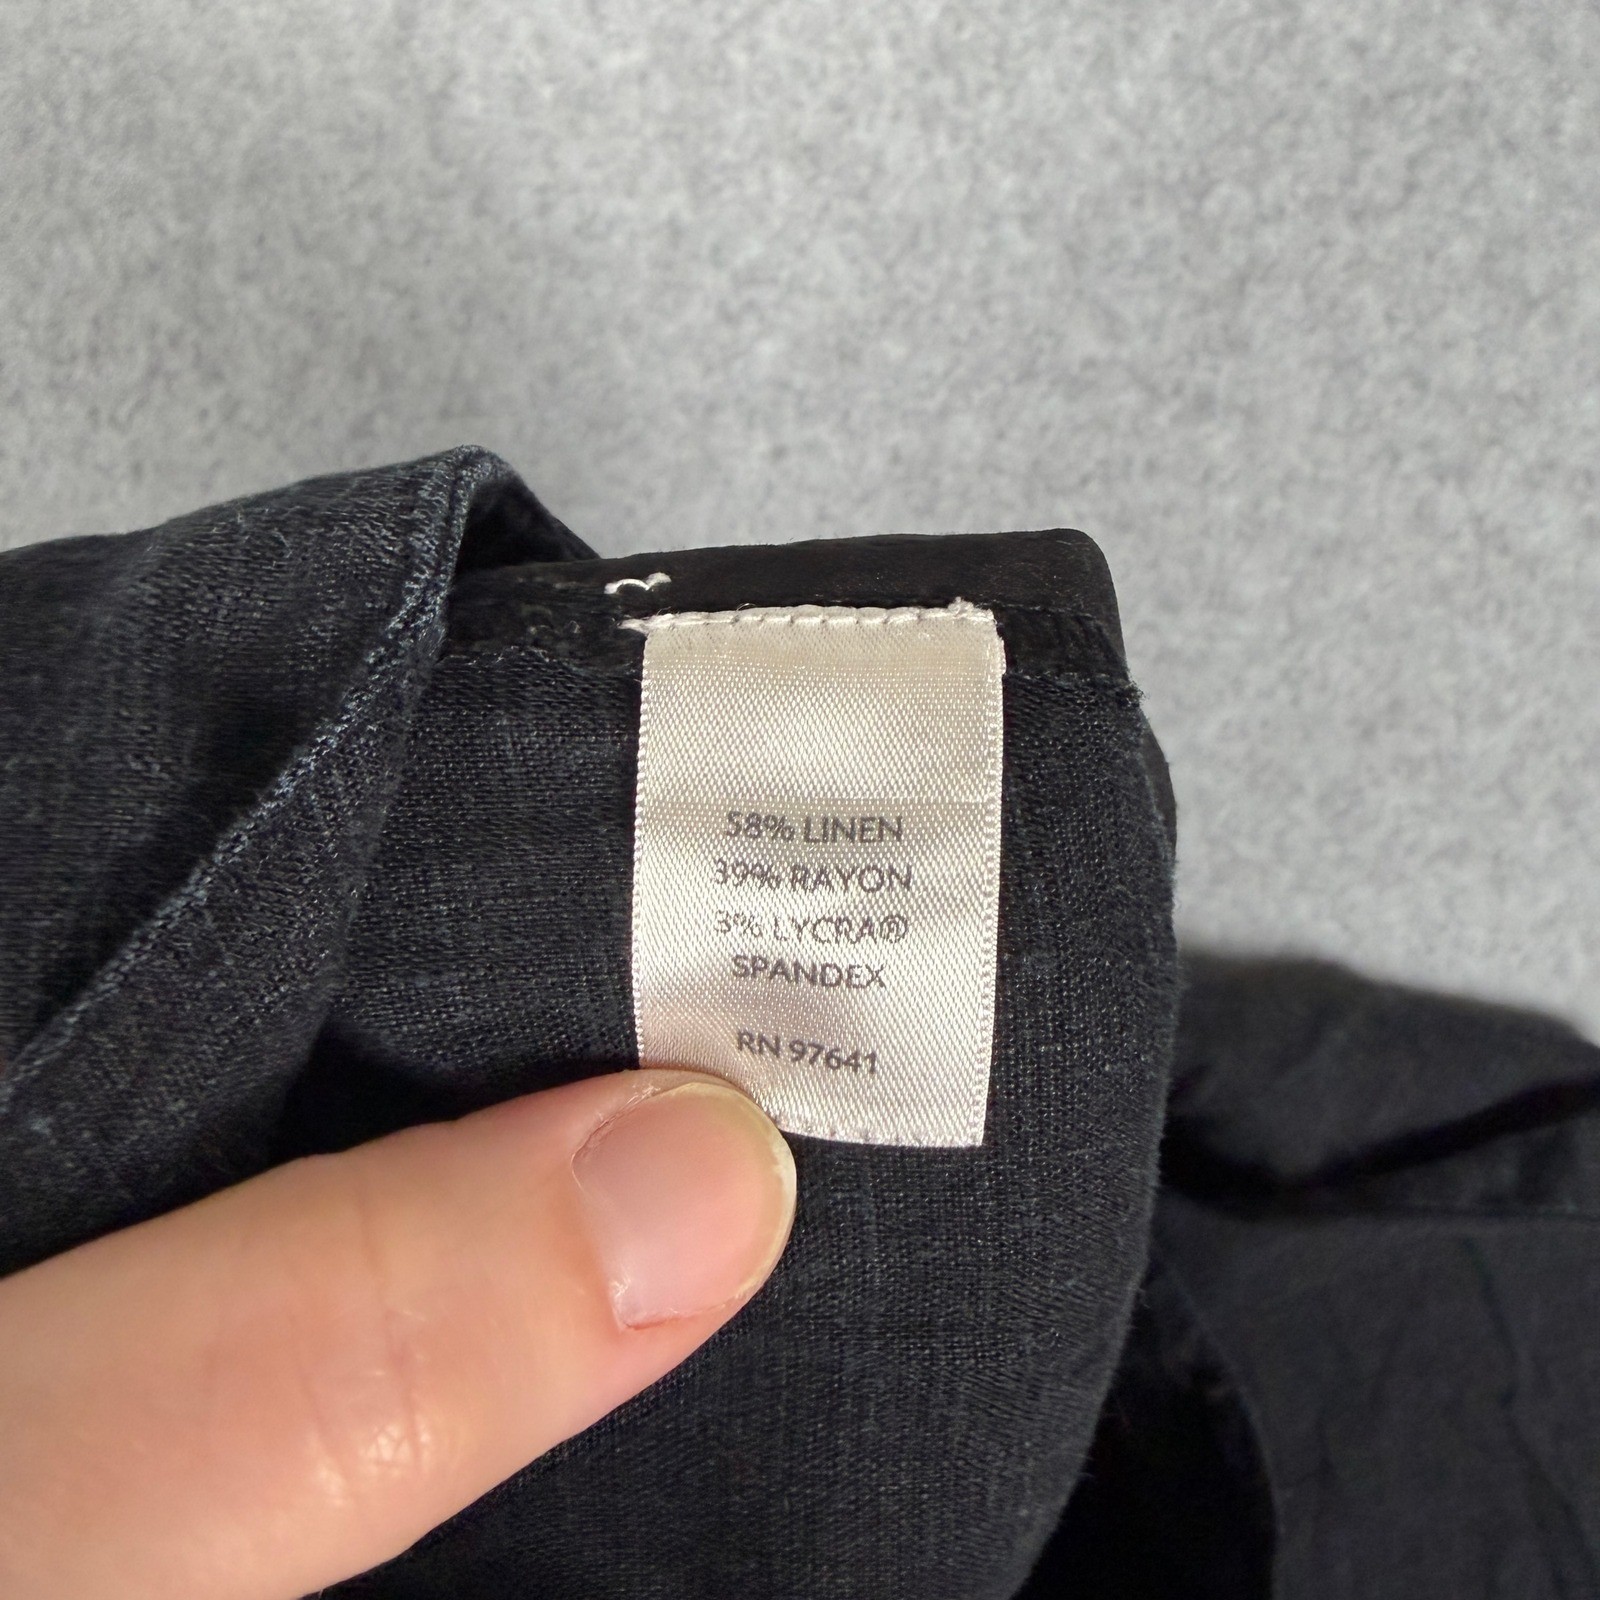 58% LINEN
39% RAYON
3% LYCRA®
SPANDEX
RN 97641